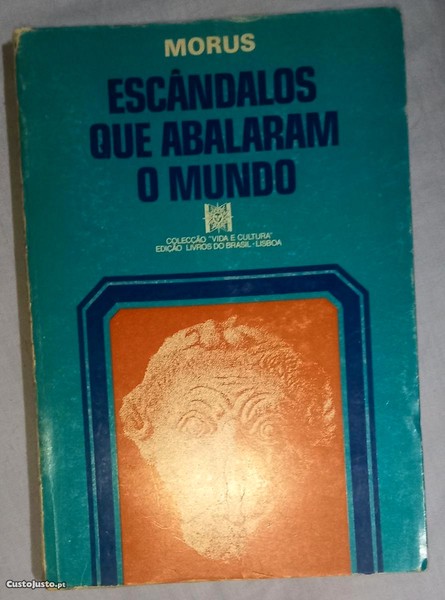 MORUS
ESCÂNDALOS
QUE ABALARAM
O MUNDO
COLECÇÃO "VIDA E CULTURA"
EDIÇÃO LIVROS DO BRASIL · LISBOA
CustoJusto.pt